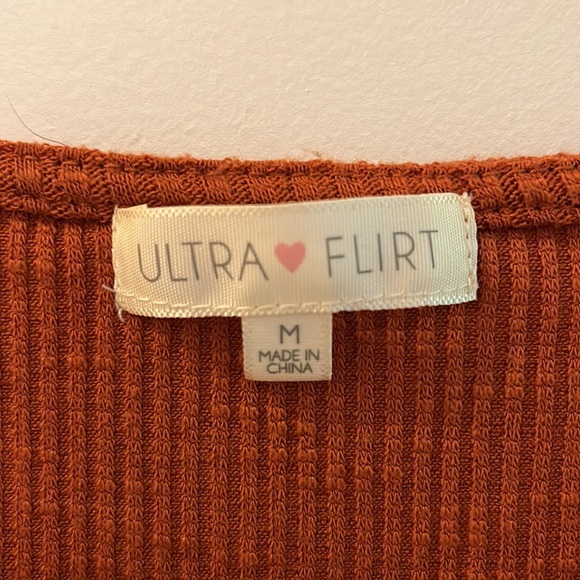 ULTRA ♥ FLIRT
M
MADE IN
CHINA